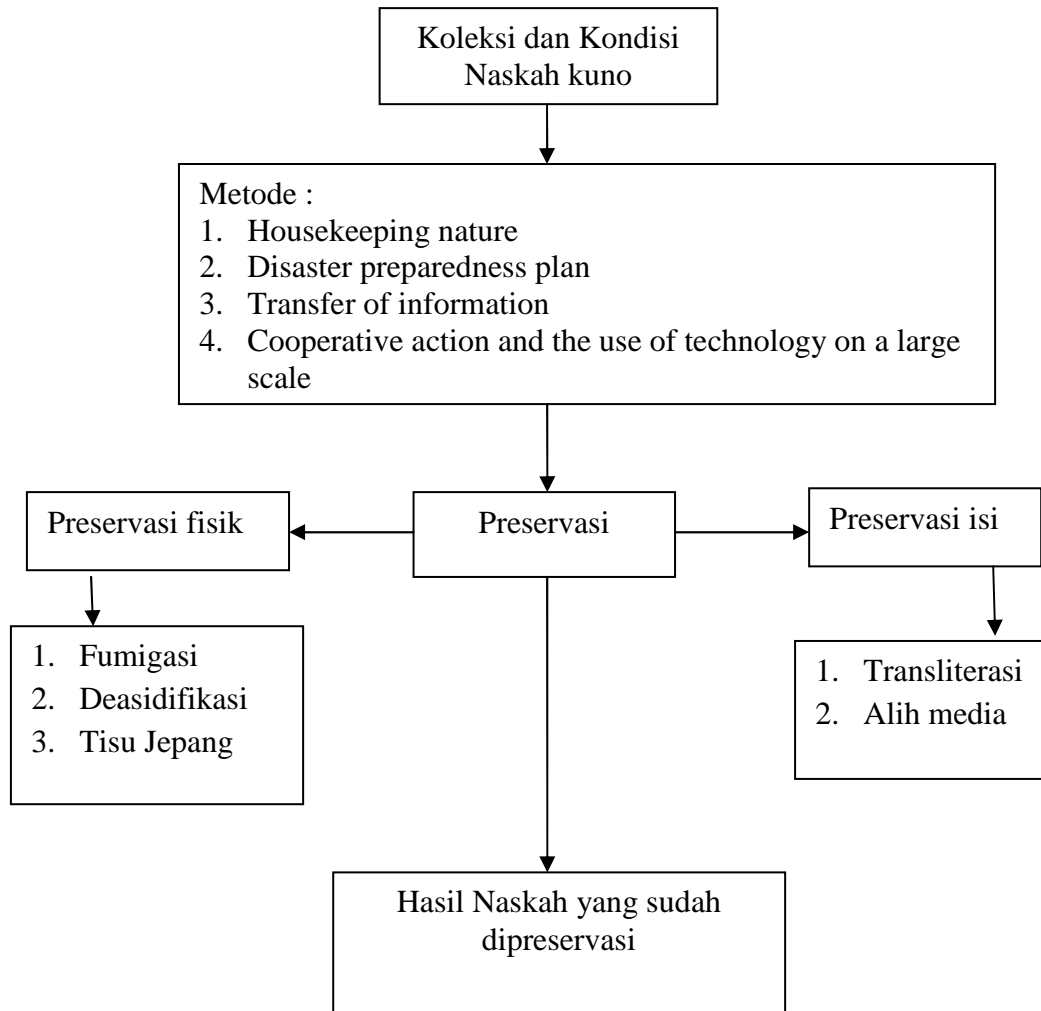 Koleksi dan Kondisi
Naskah kuno
Metode :
1. Housekeeping nature
2. Disaster preparedness plan
3. Transfer of information
4. Cooperative action and the use of technology on a large
scale
Preservasi fisik
Preservasi
Preservasi isi
1. Fumigasi
2. Deasidifikasi
3. Tisu Jepang
1. Transliterasi
2. Alih media
Hasil Naskah yang sudah
dipreservasi